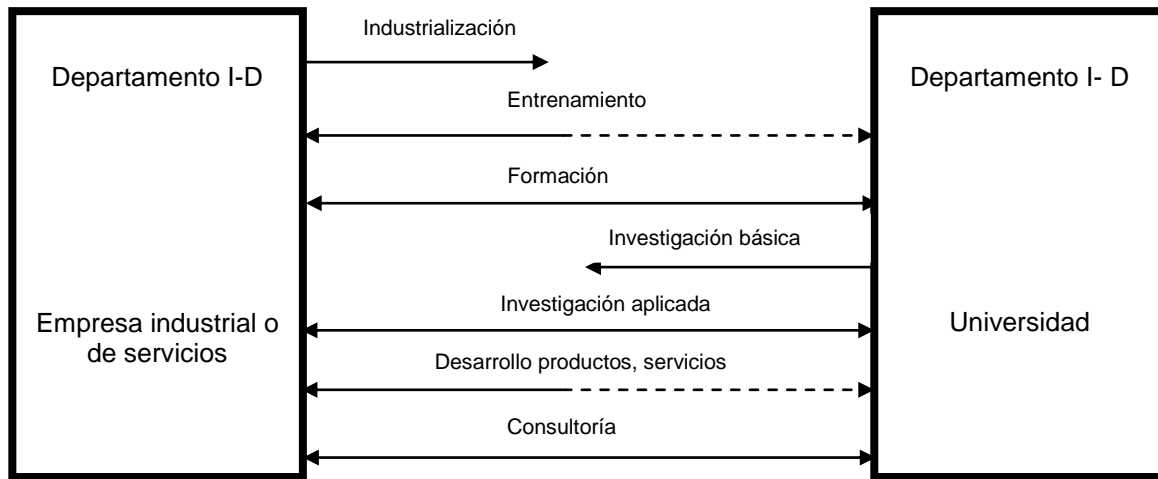 Industrialización
Departamento I-D
Departamento I- D
Entrenamiento
Formación
Investigación básica
Investigación aplicada
Empresa industrial o
de servicios
Universidad
Desarrollo productos, servicios
Consultoría